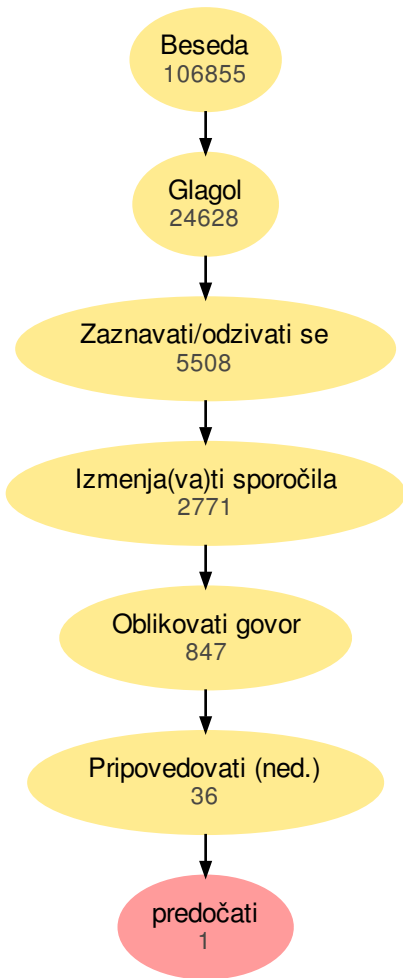 Beseda
106855
Glagol
24628
Zaznavati/odzivati se
5508
Izmenja(va)ti sporočila
2771
Oblikovati govor
847
Pripovedovati (ned.)
36
predočati
1